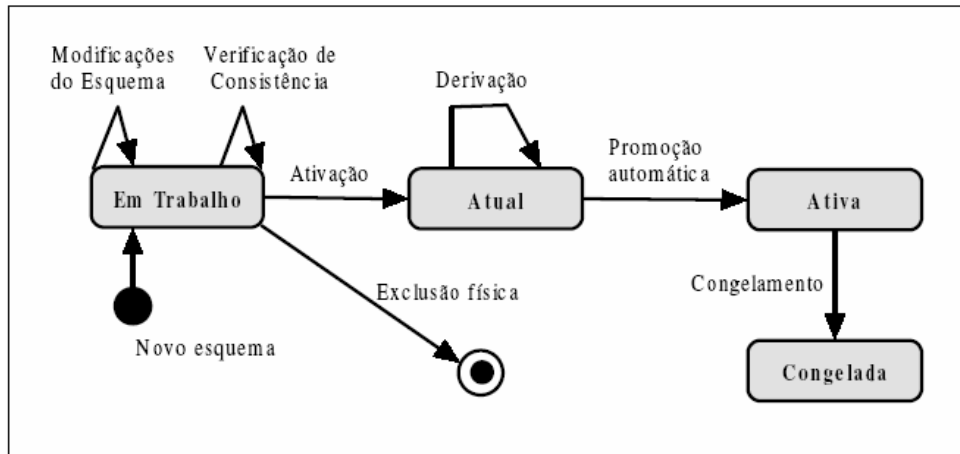 Modificações
do Esquema
Verificação de
Consistência
Derivação
Promoção
automática
Ativação
Em Trabalho
Atual
Ativa
Exclusão física
Congelamento
Novo esquema
Congelada